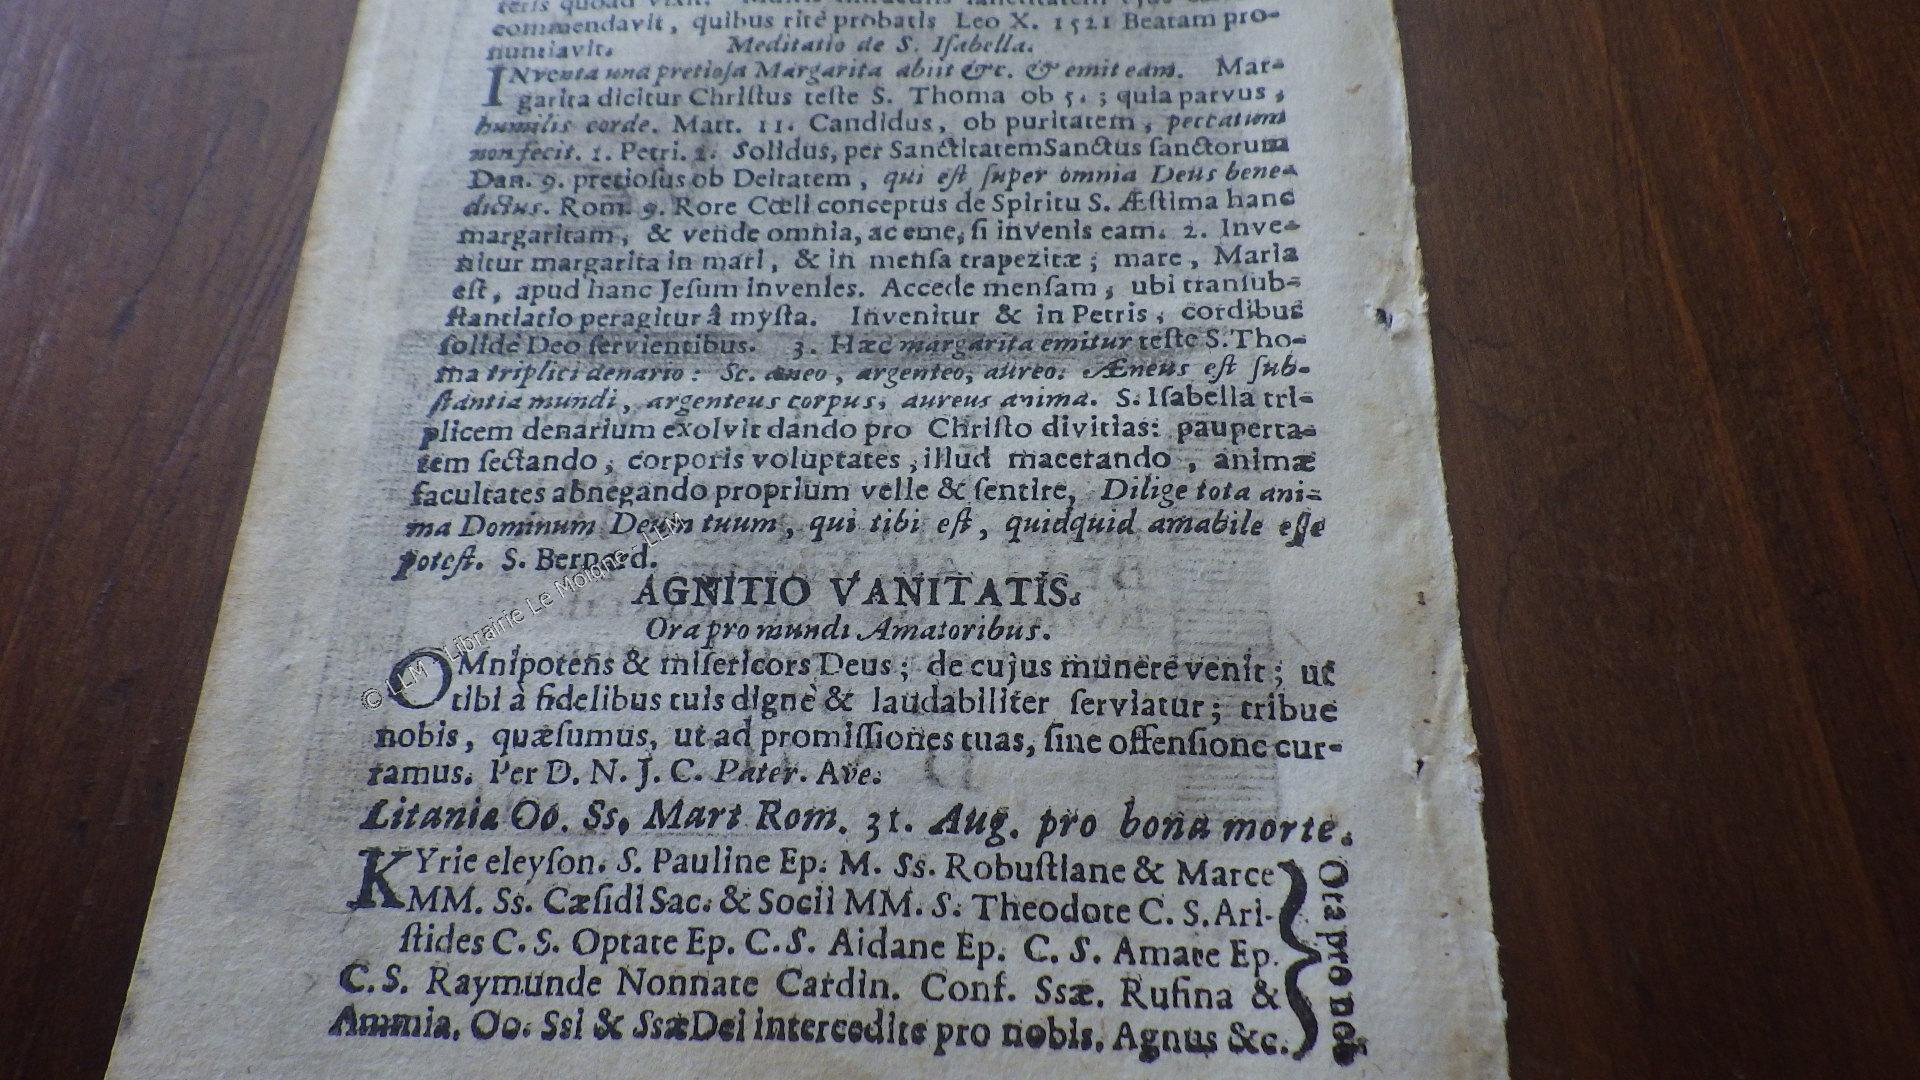 commendavit, quibus ritè probatis Leo X. 1521 Beatam pro-
nuntiavit. Meditatio de S. Iſabella.
INventa una pretioſa Margarita abiit &c. & emit eam. Mar-
garita dicitur Chriſtus teſte S. Thoma ob 5. ; quia parvus,
humilis corde. Matt. 11. Candidus, ob puritatem, peccatum
non fecit. 1. Petri. 2. Solidus, per SanctitatemSanctus ſanctorum
Dan. 9. pretioſus ob Deitatem, qui eſt ſuper omnia Deus bene-
dictus. Rom. 9. Rore Cœli conceptus de Spiritu S. Æſtima hanc
margaritam, & vende omnia, ac eme, ſi invenis eam. 2. Inve-
nitur margarita in mari, & in menſa trapezitæ; mare, Maria
eſt, apud hanc Jeſum invenies. Accede menſam, ubi tranſub-
ſtantiatio peragitur â myſta. Invenitur & in Petris, cordibus
ſolidè Deo ſervientibus. 3. Hæc margarita emitur teſte S. Tho-
ma triplici denario: Sc. æneo, argenteo, aureo. Æneus eſt ſub-
ſtantia mundi, argenteus corpus, aureus anima. S. Iſabella tri-
plicem denarium exolvit dando pro Chriſto divitias: pauperta-
tem ſectando, corporis voluptates, illud macerando, animæ
facultates abnegando proprium velle & ſentire, Dilige tota ani-
ma Dominum Deum tuum, qui tibi eſt, quidquid amabile eſſe
poteſt. S. Bernard.
AGNITIO VANITATIS.
Ora pro mundi Amatoribus.
OMnipotens & miſericors Deus; de cujus munere venit; ut
tibi à fidelibus tuis dignè & laudabiliter ſerviatur; tribue
nobis, quæſumus, ut ad promiſſiones tuas, ſine offenſione cur-
ramus. Per D. N. J. C. Pater. Ave.
Litaniæ Oo. Ss. Mart Rom. 31. Aug. pro bona morte.
KYrie eleyſon. S. Pauline Ep. M. Ss. Robuſtiane & Marce
MM. Ss. Cæſidi Sac. & Socii MM. S. Theodote C. S. Ari-
ſtides C. S. Optate Ep. C. S. Aidane Ep. C. S. Amate Ep.
C. S. Raymunde Nonnate Cardin. Conf. Ssæ. Rufina &
Ammia. Oo. Ssi & SsæDei intercedite pro nobis. Agnus &c.
Ora pro nob
© LLM - Librairie Le Moine - LLM